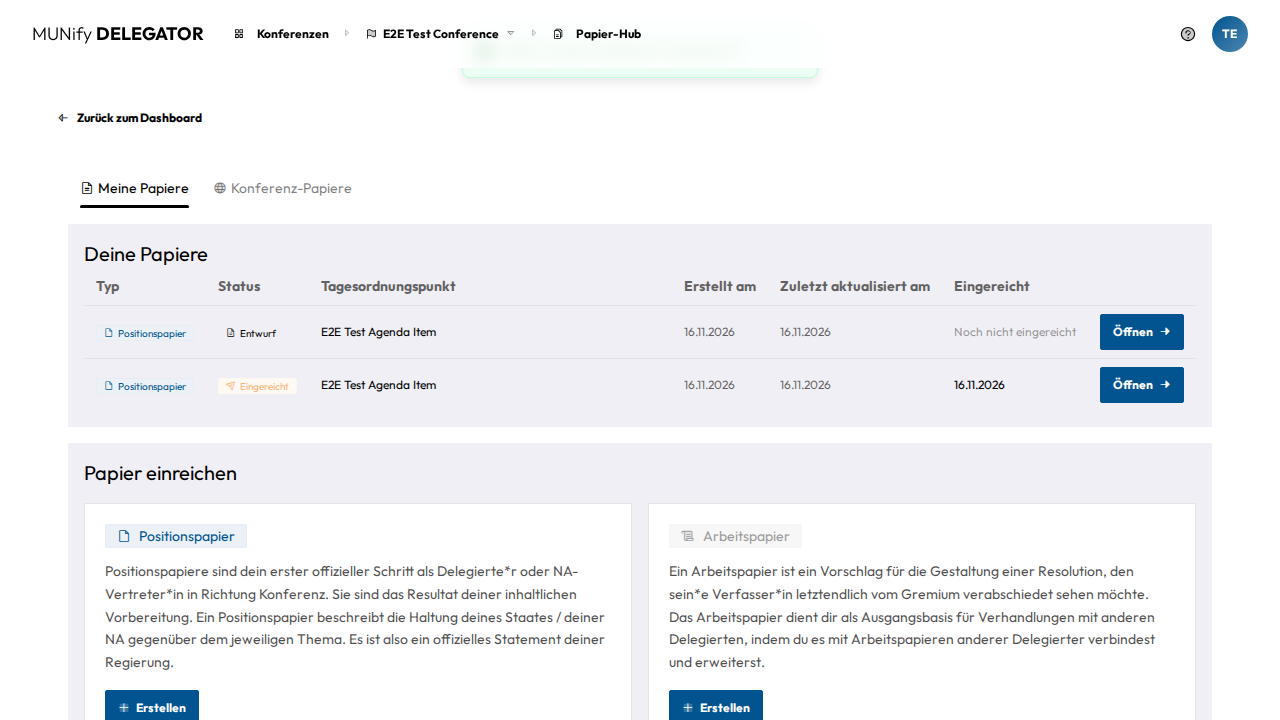 MUNify DELEGATOR
Konferenzen
E2E Test Conference
Papier-Hub
TE
Zurück zum Dashboard
Meine Papiere
Konferenz-Papiere
Deine Papiere
Typ Status Tagesordnungspunkt Erstellt am Zuletzt aktualisiert am Eingereicht
Positionspapier Entwurf E2E Test Agenda Item 16.11.2026 16.11.2026 Noch nicht eingereicht Öffnen
Positionspapier Eingereicht E2E Test Agenda Item 16.11.2026 16.11.2026 16.11.2026 Öffnen
Papier einreichen
Positionspapier
Positionspapiere sind dein erster offizieller Schritt als Delegierte*r oder NA-
Vertreter*in in Richtung Konferenz. Sie sind das Resultat deiner inhaltlichen
Vorbereitung. Ein Positionspapier beschreibt die Haltung deines Staates / deiner
NA gegenüber dem jeweiligen Thema. Es ist also ein offizielles Statement deiner
Regierung.
Erstellen
Arbeitspapier
Ein Arbeitspapier ist ein Vorschlag für die Gestaltung einer Resolution, den
sein*e Verfasser*in letztendlich vom Gremium verabschiedet sehen möchte.
Das Arbeitspapier dient dir als Ausgangsbasis für Verhandlungen mit anderen
Delegierten, indem du es mit Arbeitspapieren anderer Delegierter verbindest
und erweiterst.
Erstellen